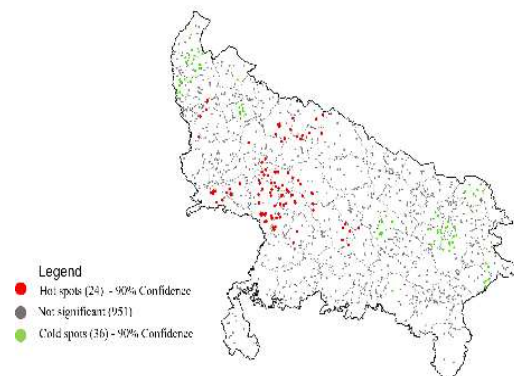 Legend
Hot spots (24) - 90% Confidence
Not significant (951)
Cold spots (36) - 90% Confidence